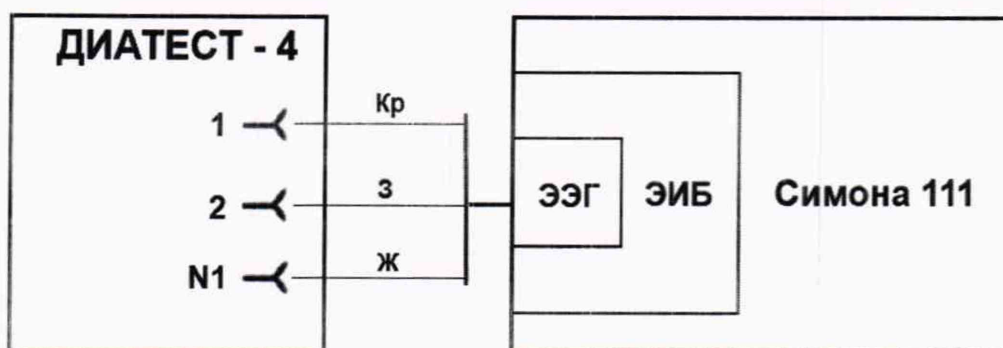 ДИАТЕСТ - 4
1
Кр
2
З
N1
Ж
ЭЭГ
ЭИБ
Симона 111